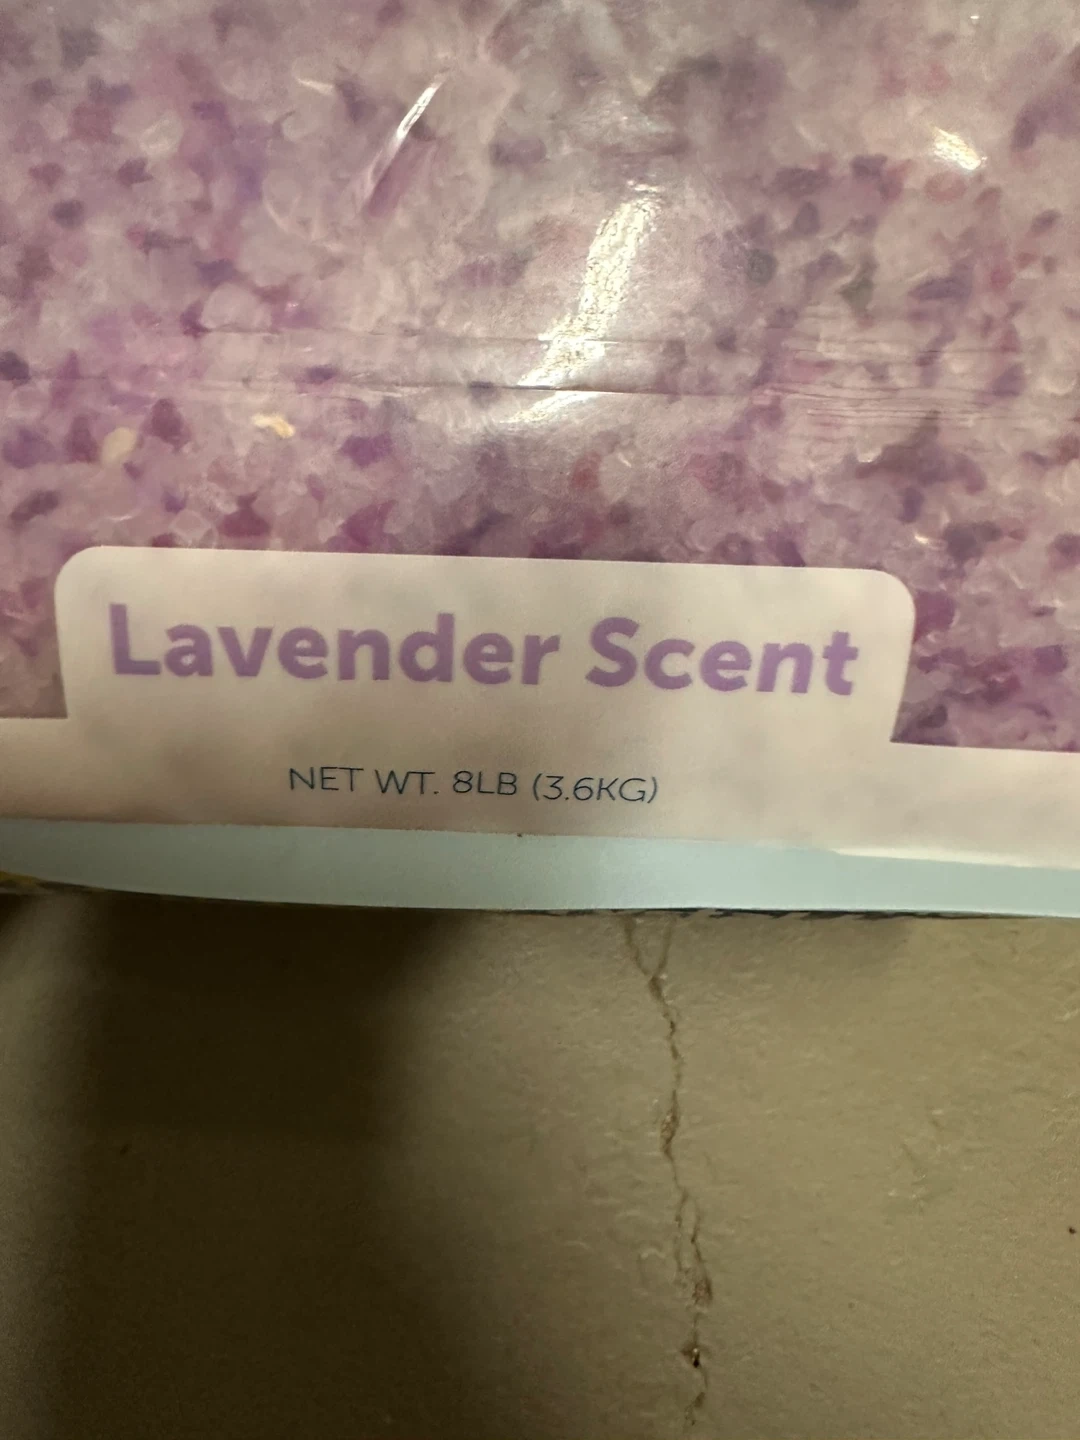 Lavender Scent
NET WT. 8LB (3.6KG)